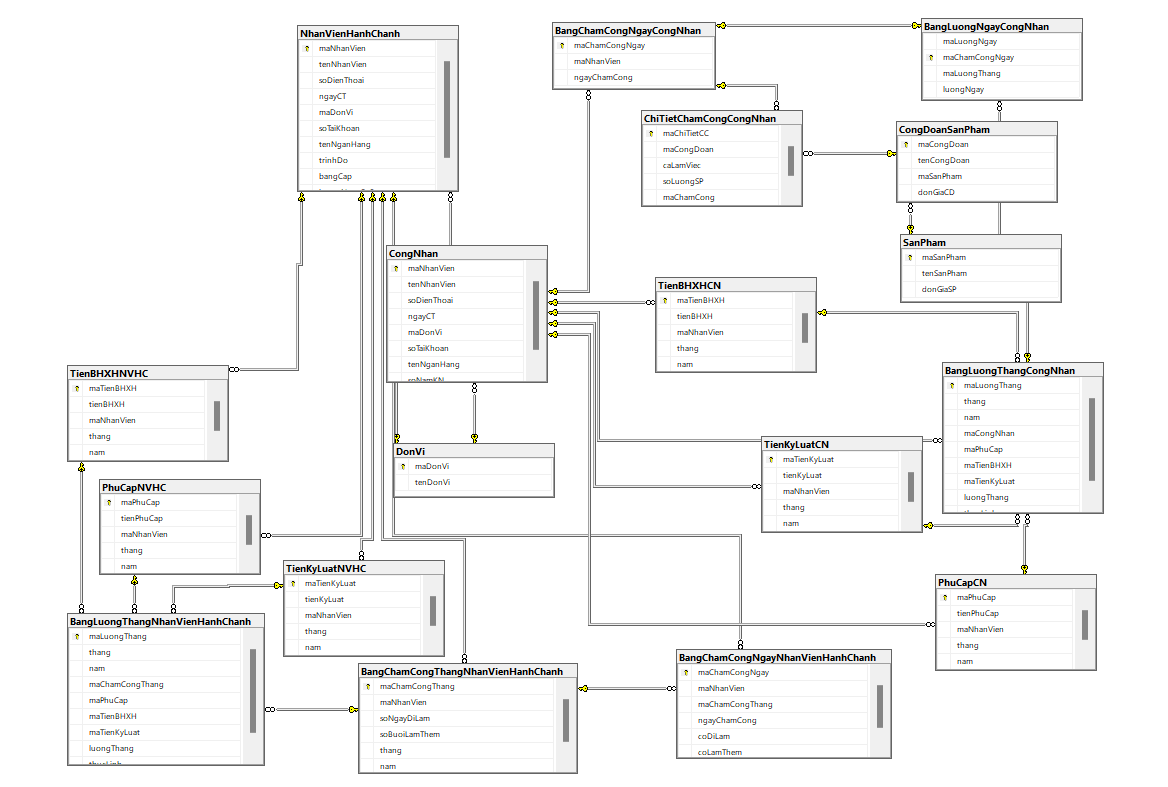 NhanVienHanhChanh
maNhanVien
tenNhanVien
soDienThoai
ngayCT
maDonVi
soTaiKhoan
tenNganHang
trinhDo
bangCap
BangChamCongNgayCongNhan
maChamCongNgay
maNhanVien
ngayChamCong
BangLuongNgayCongNhan
maLuongNgay
maChamCongNgay
maLuongThang
luongNgay
ChiTietChamCongCongNhan
maChiTietCC
maCongDoan
caLamViec
soLuongSP
maChamCong
CongDoanSanPham
maCongDoan
tenCongDoan
maSanPham
donGiaCD
SanPham
maSanPham
tenSanPham
donGiaSP
CongNhan
maNhanVien
tenNhanVien
soDienThoai
ngayCT
maDonVi
soTaiKhoan
tenNganHang
soNamKN
TienBHXHCN
maTienBHXH
tienBHXH
maNhanVien
thang
nam
TienBHXHNVHC
maTienBHXH
tienBHXH
maNhanVien
thang
nam
BangLuongThangCongNhan
maLuongThang
thang
nam
maCongNhan
maPhuCap
maTienBHXH
maTienKyLuat
luongThang
DonVi
maDonVi
tenDonVi
TienKyLuatCN
maTienKyLuat
tienKyLuat
maNhanVien
thang
nam
PhuCapNVHC
maPhuCap
tienPhuCap
maNhanVien
thang
nam
TienKyLuatNVHC
maTienKyLuat
tienKyLuat
maNhanVien
thang
nam
PhuCapCN
maPhuCap
tienPhuCap
maNhanVien
thang
nam
BangLuongThangNhanVienHanhChanh
maLuongThang
thang
nam
maChamCongThang
maPhuCap
maTienBHXH
maTienKyLuat
luongThang
thucLinh
BangChamCongThangNhanVienHanhChanh
maChamCongThang
maNhanVien
soNgayDiLam
soBuoiLamThem
thang
nam
BangChamCongNgayNhanVienHanhChanh
maChamCongNgay
maNhanVien
maChamCongThang
ngayChamCong
coDiLam
coLamThem